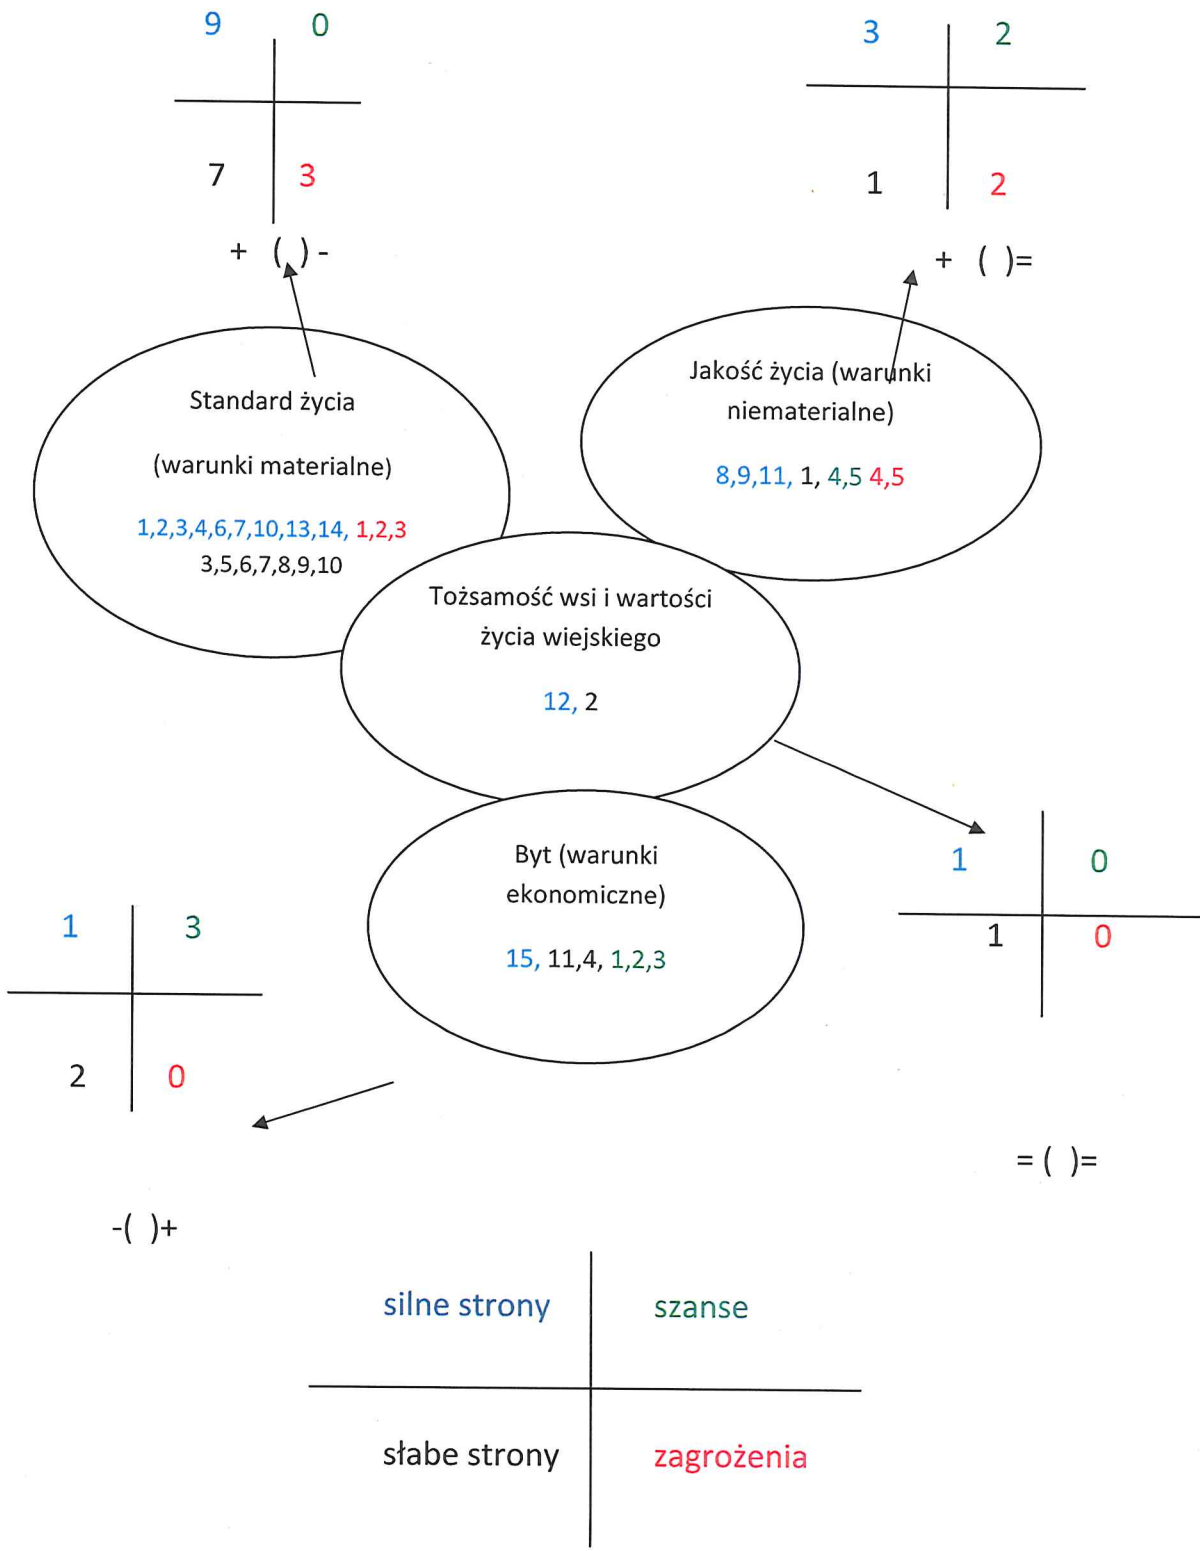 9 0
7 3
+ ( ) -
3 2
1 2
+ ( )=
Standard życia
(warunki materialne)
1,2,3,4,6,7,10,13,14, 1,2,3
3,5,6,7,8,9,10
Jakość życia (warunki
niematerialne)
8,9,11, 1, 4,5 4,5
Tożsamość wsi i wartości
życia wiejskiego
12, 2
Byt (warunki
ekonomiczne)
15, 11,4, 1,2,3
1 0
1 0
= ( )=
1 3
2 0
-( )+
silne strony szanse
słabe strony zagrożenia